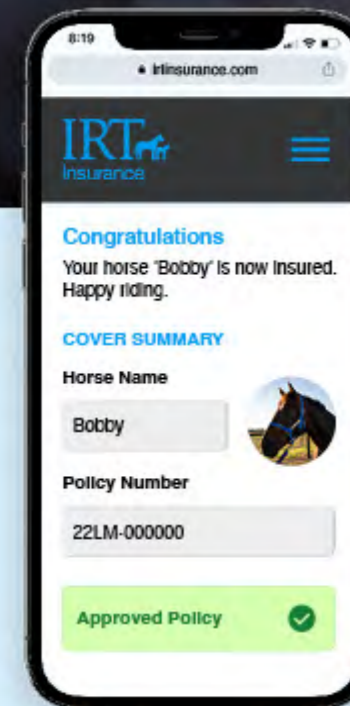 8:19
irtinsurance.com
IRT
Insurance
Congratulations
Your horse 'Bobby' is now insured.
Happy riding.
COVER SUMMARY
Horse Name
Bobby
Policy Number
22LM-000000
Approved Policy